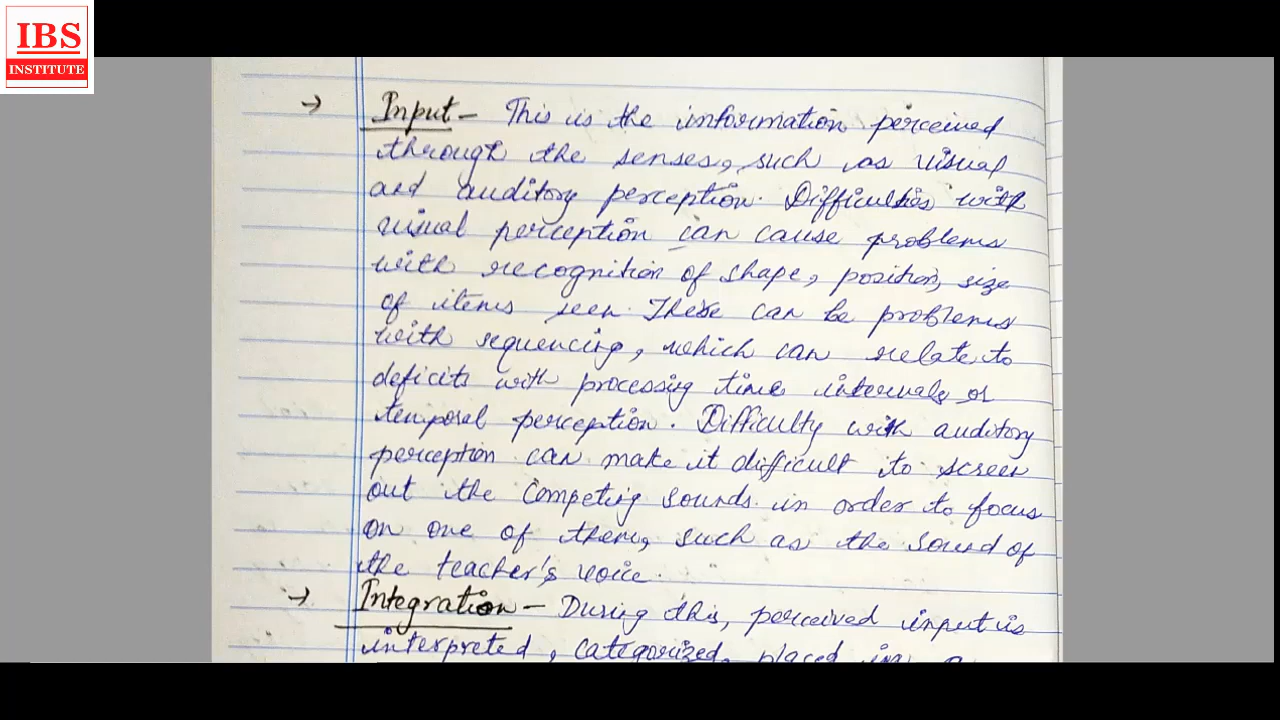 IBS
INSTITUTE
→ Input - This is the information perceived
through the senses, such as visual
and auditory perception. Difficulties with
visual perception can cause problems
with recognition of shape, position, size
of items seen. There can be problems
with sequencing, which can relate to
deficits with processing time intervals or
temporal perception. Difficulty with auditory
perception can make it difficult to screen
out the competing sounds in order to focus
on one of them, such as the sound of
the teacher's voice.
→ Integration - During this, perceived input is
interpreted, categorized, placed in a